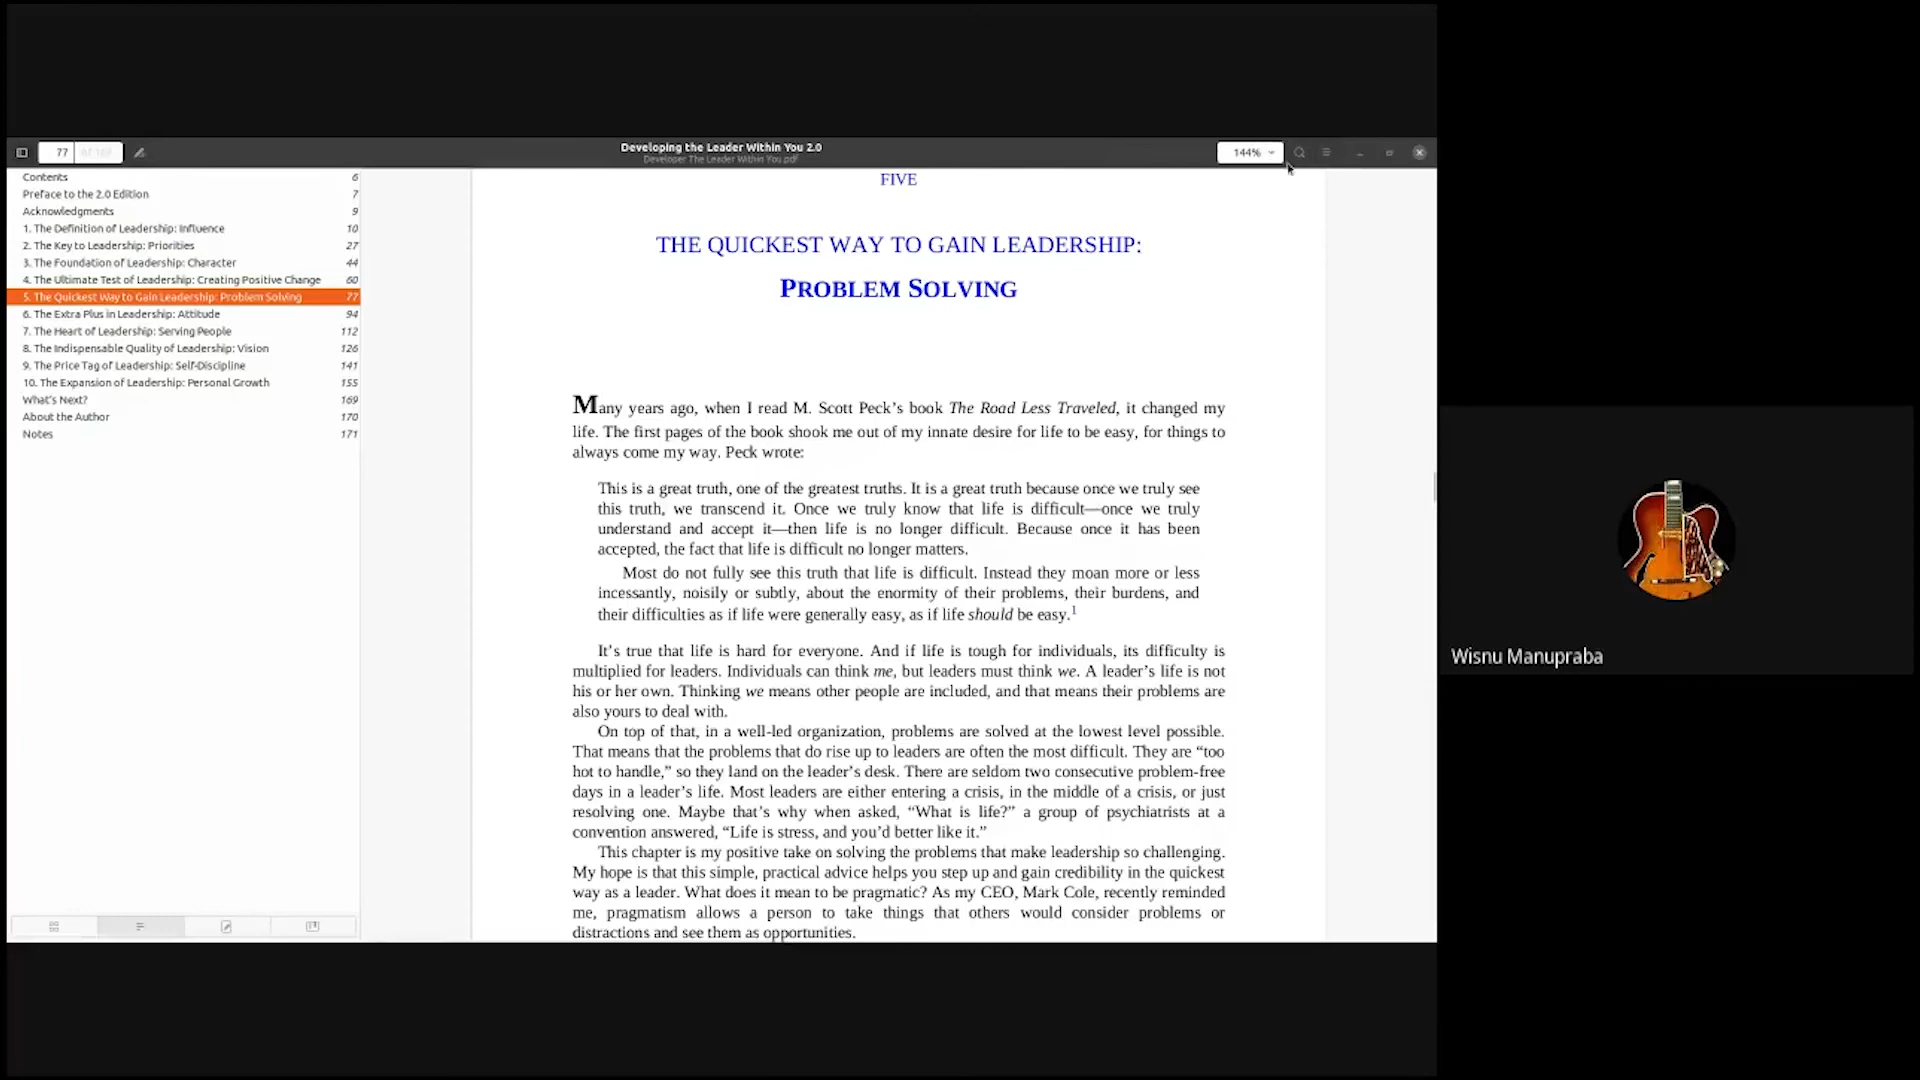 77
Developing the Leader Within You 2.0
Developer The Leader Within You.pdf
144%
Contents 6
Preface to the 2.0 Edition 7
Acknowledgments 9
1. The Definition of Leadership: Influence 10
2. The Key to Leadership: Priorities 27
3. The Foundation of Leadership: Character 44
4. The Ultimate Test of Leadership: Creating Positive Change 60
5. The Quickest Way to Gain Leadership: Problem Solving 77
6. The Extra Plus in Leadership: Attitude 94
7. The Heart of Leadership: Serving People 112
8. The Indispensable Quality of Leadership: Vision 126
9. The Price Tag of Leadership: Self-Discipline 141
10. The Expansion of Leadership: Personal Growth 155
What's Next? 169
About the Author 170
Notes 171
FIVE
THE QUICKEST WAY TO GAIN LEADERSHIP:
PROBLEM SOLVING
Many years ago, when I read M. Scott Peck’s book The Road Less Traveled, it changed my
life. The first pages of the book shook me out of my innate desire for life to be easy, for things to
always come my way. Peck wrote:
This is a great truth, one of the greatest truths. It is a great truth because once we truly see
this truth, we transcend it. Once we truly know that life is difficult—once we truly
understand and accept it—then life is no longer difficult. Because once it has been
accepted, the fact that life is difficult no longer matters.
Most do not fully see this truth that life is difficult. Instead they moan more or less
incessantly, noisily or subtly, about the enormity of their problems, their burdens, and
their difficulties as if life were generally easy, as if life should be easy.1
It’s true that life is hard for everyone. And if life is tough for individuals, its difficulty is
multiplied for leaders. Individuals can think me, but leaders must think we. A leader’s life is not
his or her own. Thinking we means other people are included, and that means their problems are
also yours to deal with.
On top of that, in a well-led organization, problems are solved at the lowest level possible.
That means that the problems that do rise up to leaders are often the most difficult. They are “too
hot to handle,” so they land on the leader’s desk. There are seldom two consecutive problem-free
days in a leader’s life. Most leaders are either entering a crisis, in the middle of a crisis, or just
resolving one. Maybe that’s why when asked, “What is life?” a group of psychiatrists at a
convention answered, “Life is stress, and you’d better like it.”
This chapter is my positive take on solving the problems that make leadership so challenging.
My hope is that this simple, practical advice helps you step up and gain credibility in the quickest
way as a leader. What does it mean to be pragmatic? As my CEO, Mark Cole, recently reminded
me, pragmatism allows a person to take things that others would consider problems or
distractions and see them as opportunities.
Wisnu Manupraba